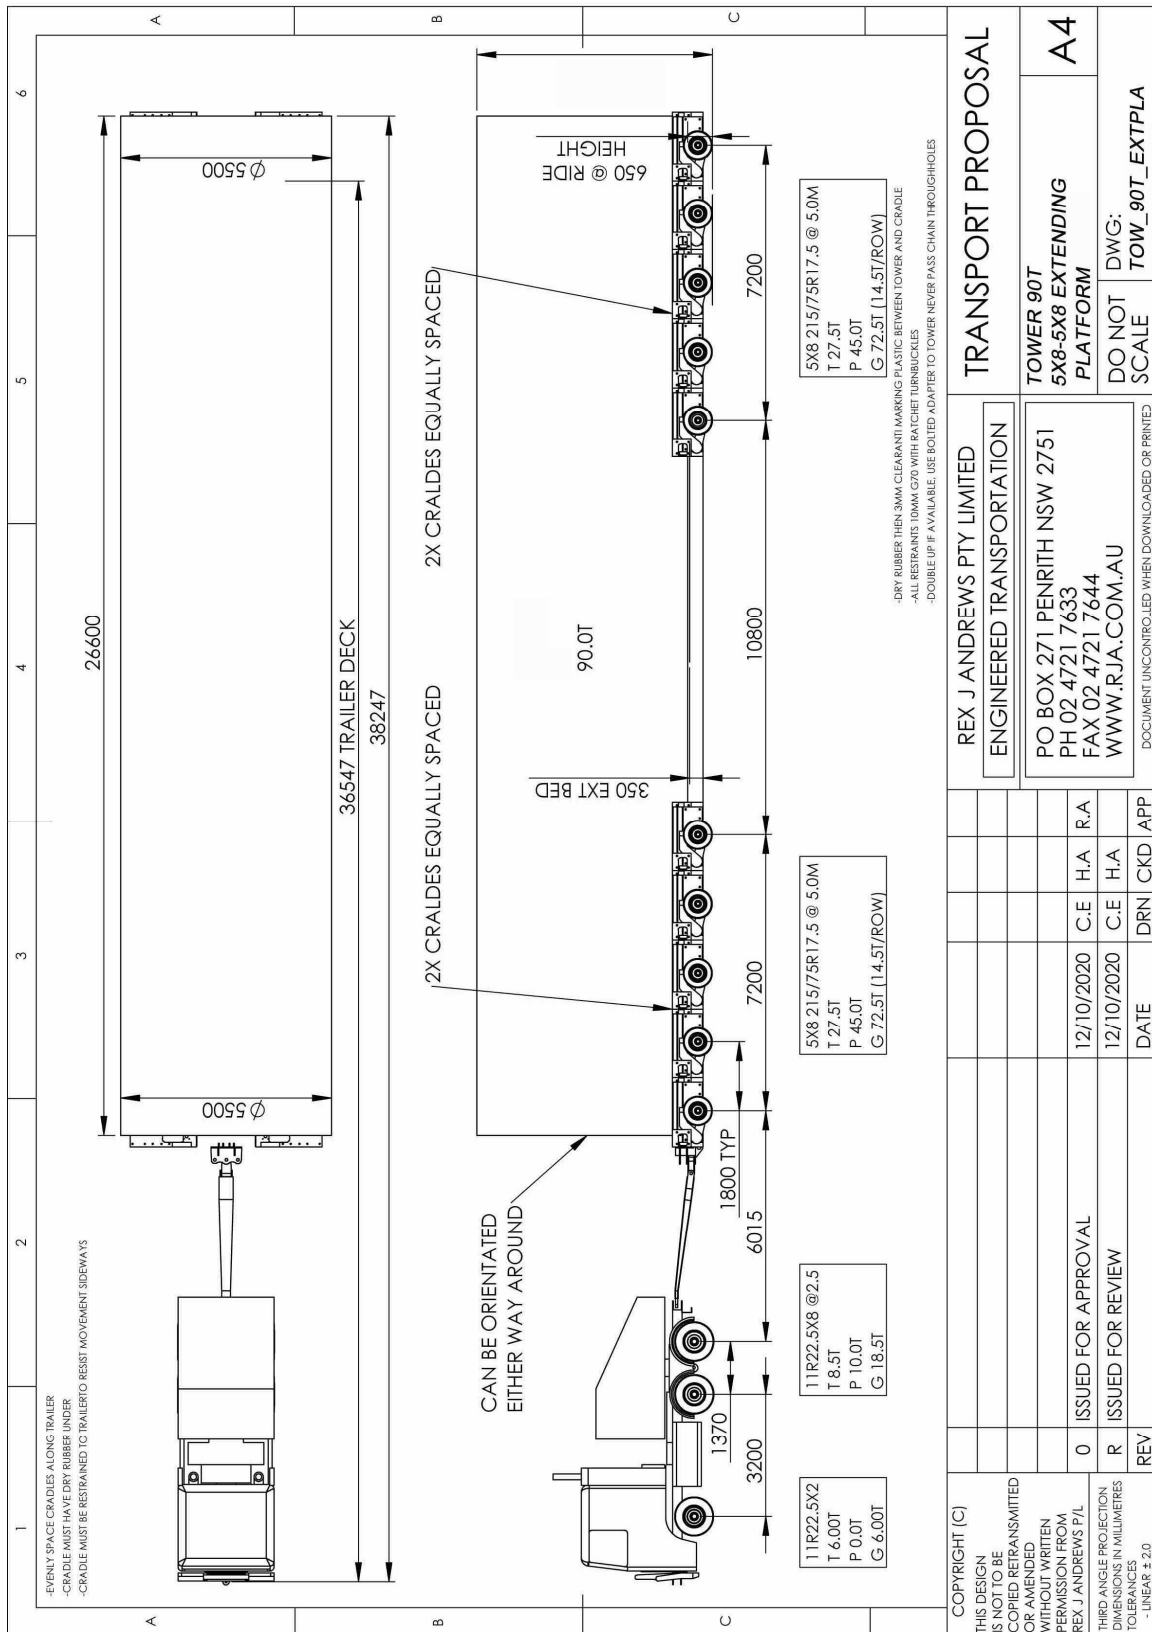 1
2
3
4
5
6
A
B
C
A
B
C
-EVENLY SPACE CRADLES ALONG TRAILER
-CRADLE MUST HAVE DRY RUBBER UNDER
-CRADLE MUST BE RESTRAINED TC TRAILERTO RESIST MOVEMENT SIDEWAYS
26600
Ø 5500
Ø 5500
36547 TRAILER DECK
38247
CAN BE ORIENTATED
EITHER WAY AROUND
2X CRALDES EQUALLY SPACED
2X CRALDES EQUALLY SPACED
90.0T
350 EXT BED
650 @ RIDE
HEIGHT
1370
3200
1800 TYP
6015
7200
10800
7200
11R22.5X2
T 6.00T
P 0.0T
G 6.00T
11R22.5X8 @2.5
T 8.5T
P 10.0T
G 18.5T
5X8 215/75R17.5 @ 5.0M
T 27.5T
P 45.0T
G 72.5T (14.5T/ROW)
5X8 215/75R17.5 @ 5.0M
T 27.5T
P 45.0T
G 72.5T (14.5T/ROW)
-DRY RUBBER THEN 3MM CLEARANTI MARKING PLASTIC BETWEEN TOWER AND CRADLE
-ALL RESTRAINTS 10MM G70 WITH RATCHET TURNBUCKLES
-DOUBLE UP IF AVAILABLE, USE BOLTED ADAPTER TO TOWER NEVER PASS CHAIN THROUGHHOLES
COPYRIGHT (C)
THIS DESIGN
IS NOT TO BE
COPIED RETRANSMITTED
OR AMENDED
WITHOUT WRITTEN
PERMISSION FROM
REX J ANDREWS P/L
THIRD ANGLE PROJECTION
DIMENSIONS IN MILLIMETRES
TOLERANCES
- LINEAR ± 2.0
0 ISSUED FOR APPROVAL 12/10/2020 C.E H.A R.A
R ISSUED FOR REVIEW 12/10/2020 C.E H.A
REV DATE DRN CKD APP
REX J ANDREWS PTY LIMITED
ENGINEERED TRANSPORTATION
PO BOX 271 PENRITH NSW 2751
PH 02 4721 7633
FAX 02 4721 7644
WWW.RJA.COM.AU
DOCUMENT UNCONTROLLED WHEN DOWNLOADED OR PRINTED
TRANSPORT PROPOSAL
TOWER 90T
5X8-5X8 EXTENDING
PLATFORM
A4
DO NOT
SCALE
DWG:
TOW_90T_EXTPLA